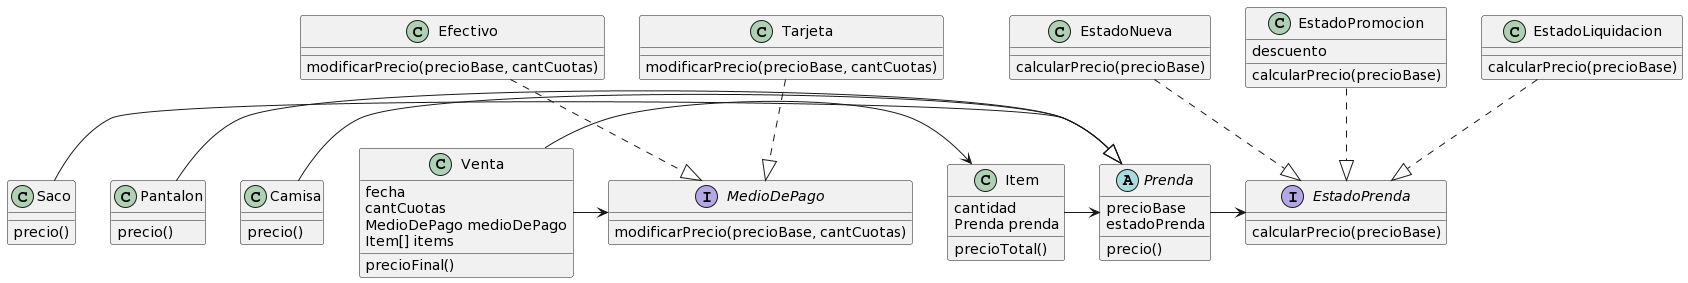 C Efectivo
modificarPrecio(precioBase, cantCuotas)
C Tarjeta
modificarPrecio(precioBase, cantCuotas)
C EstadoNueva
calcularPrecio(precioBase)
C EstadoPromocion
descuento
calcularPrecio(precioBase)
C EstadoLiquidacion
calcularPrecio(precioBase)
C Saco
precio()
C Pantalon
precio()
C Camisa
precio()
C Venta
fecha
cantCuotas
MedioDePago medioDePago
Item[] items
precioFinal()
I MedioDePago
modificarPrecio(precioBase, cantCuotas)
C Item
cantidad
Prenda prenda
precioTotal()
A Prenda
precioBase
estadoPrenda
precio()
I EstadoPrenda
calcularPrecio(precioBase)